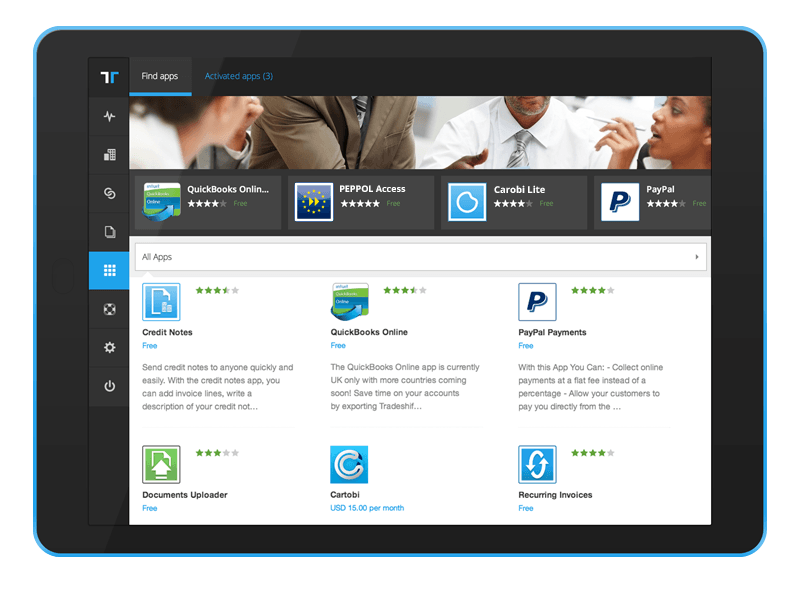 Find apps
Activated apps (3)
QuickBooks Onlin...
Free
PEPPOL Access
Free
Carobi Lite
Free
PayPal
Free
All Apps
Credit Notes
Free
Send credit notes to anyone quickly and
easily. With the credit notes app, you
can add invoice lines, write a
description of your credit not...
QuickBooks Online
Free
The QuickBooks Online app is currently
UK only with more countries coming
soon! Save time on your accounts
by exporting Tradeshif...
PayPal Payments
Free
With this App You Can: - Collect online
payments at a flat fee instead of a
percentage - Allow your customers to
pay you directly from the ...
Documents Uploader
Free
Cartobi
USD 15.00 per month
Recurring Invoices
Free